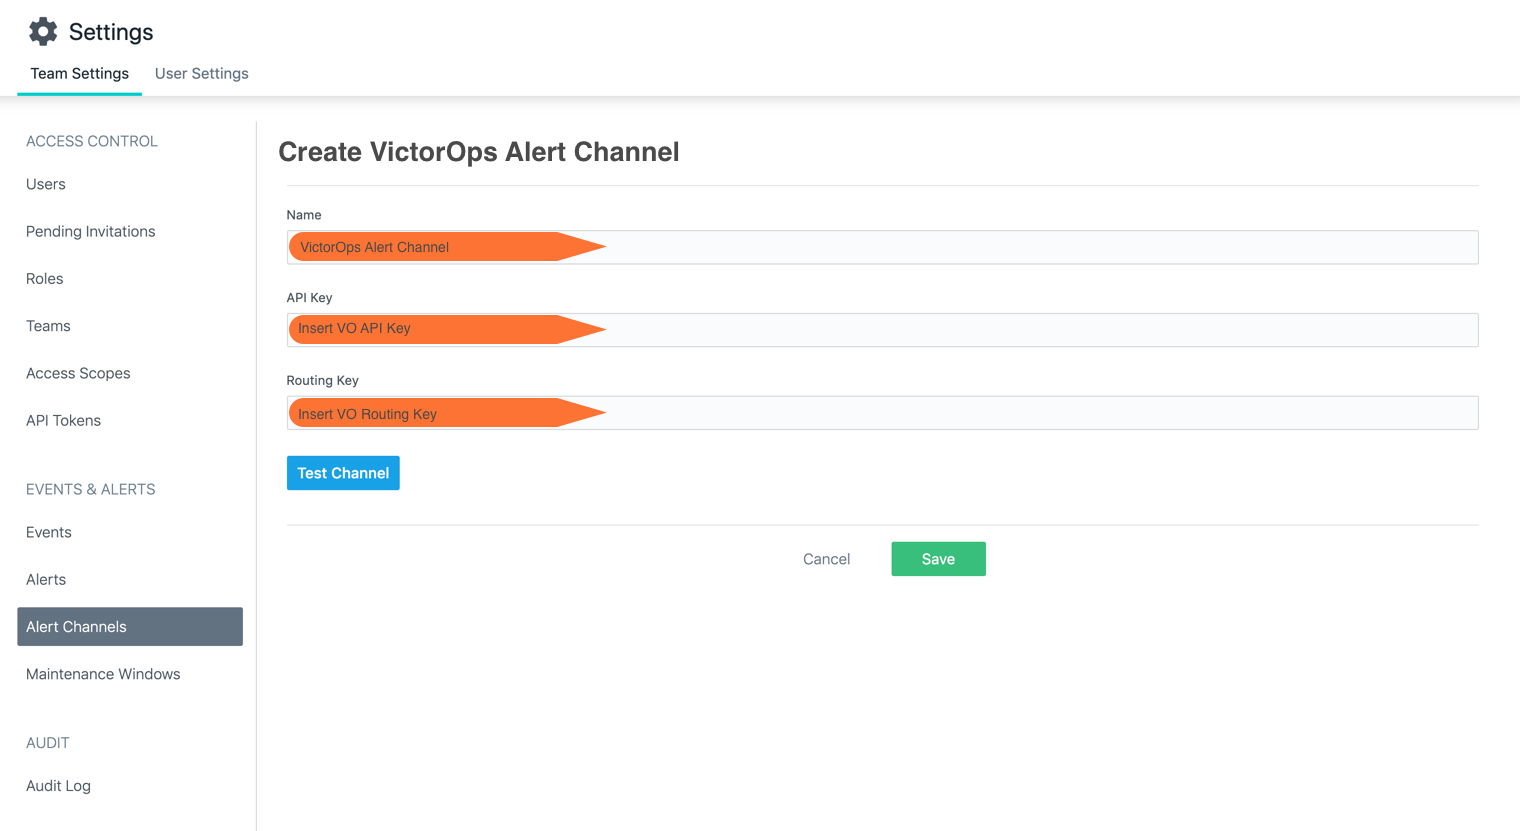 Settings
Team Settings User Settings
ACCESS CONTROL
Users
Pending Invitations
Roles
Teams
Access Scopes
API Tokens
EVENTS & ALERTS
Events
Alerts
Alert Channels
Maintenance Windows
AUDIT
Audit Log
Create VictorOps Alert Channel
Name
VictorOps Alert Channel
API Key
Insert VO API Key
Routing Key
Insert VO Routing Key
Test Channel
Cancel Save